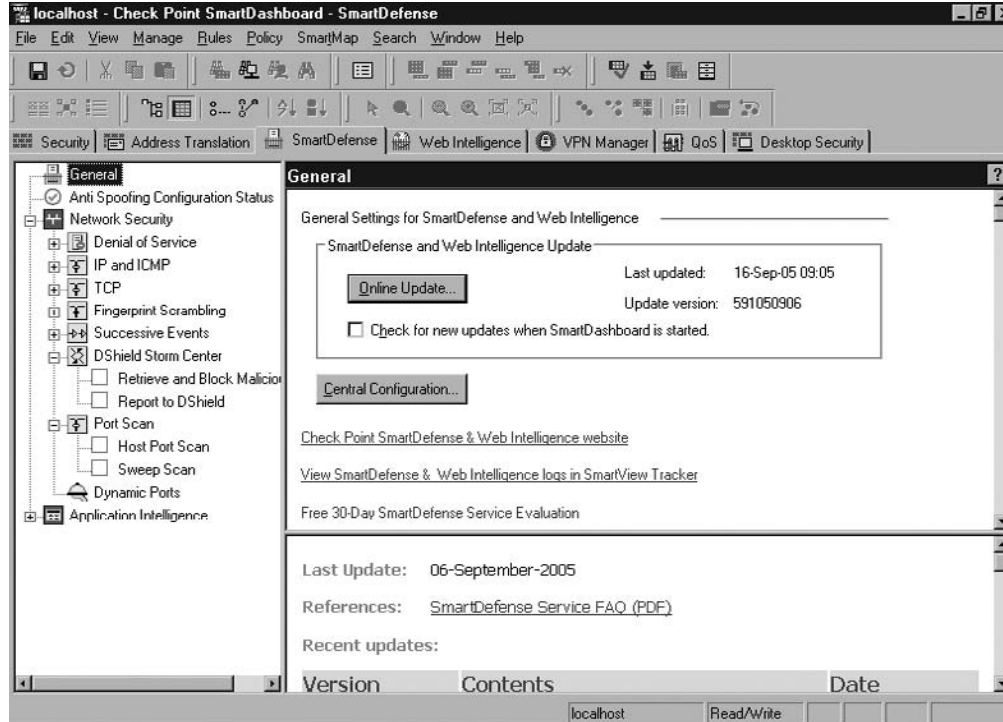 localhost - Check Point SmartDashboard - SmartDefense
File Edit View Manage Rules Policy SmartMap Search Window Help
Security Address Translation SmartDefense Web Intelligence VPN Manager QoS Desktop Security
General
Anti Spoofing Configuration Status
Network Security
Denial of Service
IP and ICMP
TCP
Fingerprint Scrambling
Successive Events
DShield Storm Center
Retrieve and Block Maliciou
Report to DShield
Port Scan
Host Port Scan
Sweep Scan
Dynamic Ports
Application Intelligence
General
General Settings for SmartDefense and Web Intelligence
SmartDefense and Web Intelligence Update
Online Update...
Last updated: 16-Sep-05 09:05
Update version: 591050906
Check for new updates when SmartDashboard is started.
Central Configuration...
Check Point SmartDefense & Web Intelligence website
View SmartDefense & Web Intelligence logs in SmartView Tracker
Free 30-Day SmartDefense Service Evaluation
Last Update: 06-September-2005
References: SmartDefense Service FAQ (PDF)
Recent updates:
Version Contents Date
localhost Read/Write